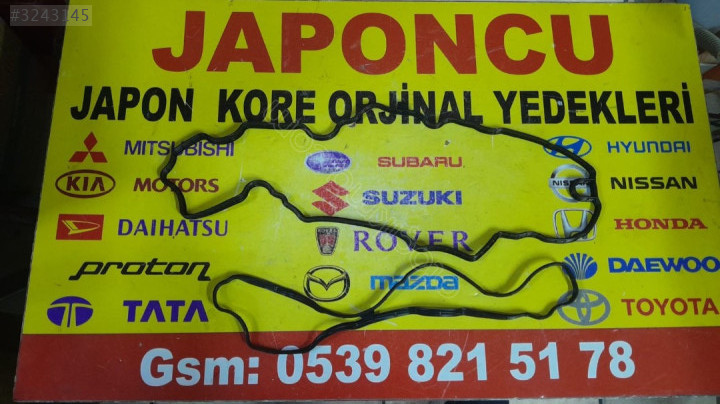 #3243145
JAPONCU
JAPON KORE ORJİNAL YEDEKLERİ
MITSUBISHI
SUBARU
HYUNDAI
KIA MOTORS
SUZUKI
NISSAN
DAIHATSU
ROVER
HONDA
proton
mazda
DAEWOO
TATA
TOYOTA
Gsm: 0539 821 51 78